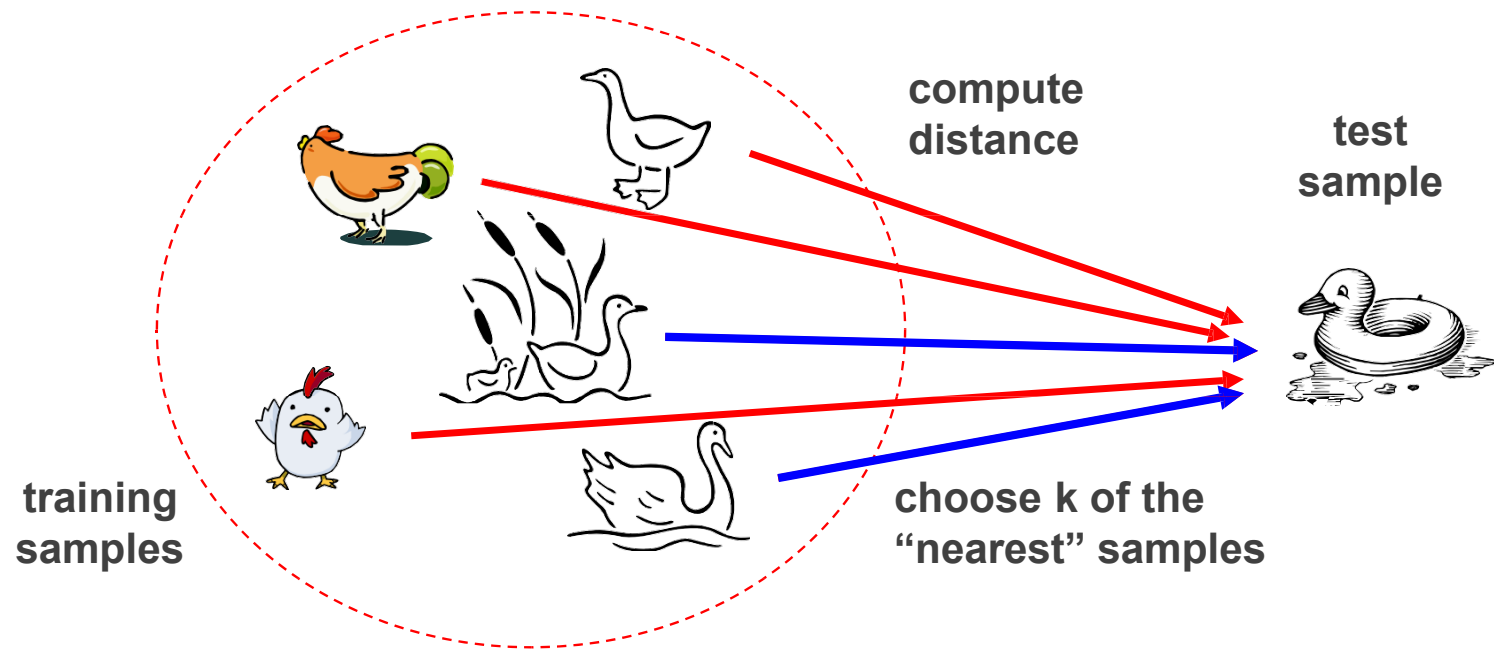 compute
distance
test
sample
training
samples
choose k of the
“nearest” samples